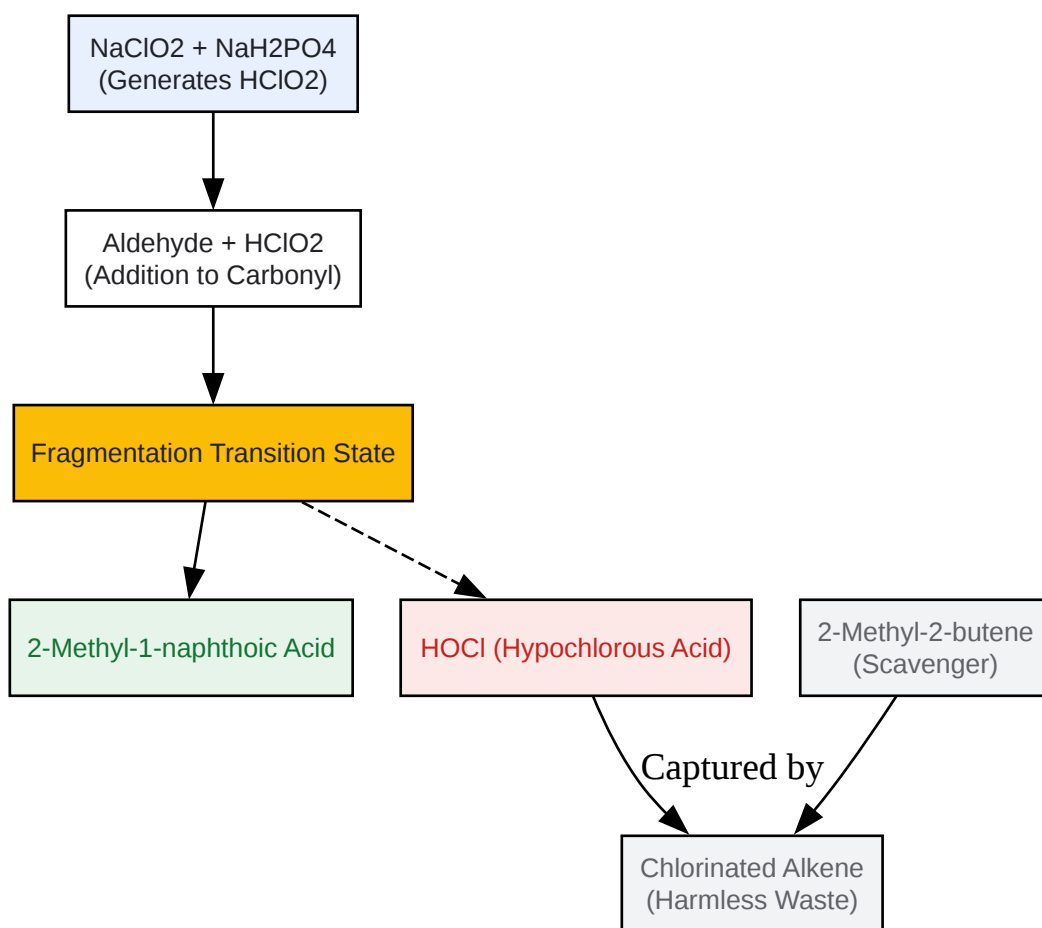 NaClO2 + NaH2PO4
(Generates HClO2)
Aldehyde + HClO2
(Addition to Carbonyl)
Fragmentation Transition State
2-Methyl-1-naphthoic Acid
HOCl (Hypochlorous Acid)
2-Methyl-2-butene
(Scavenger)
Captured by
Chlorinated Alkene
(Harmless Waste)